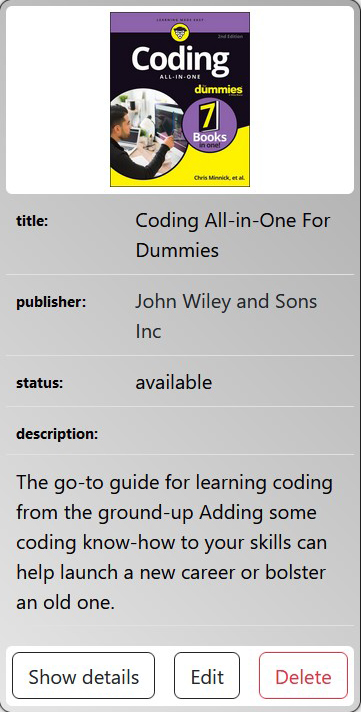 LEARNING MADE EASY
2nd Edition
Coding
ALL-IN-ONE
dummies
7
Books
in one!
Chris Minnick, et al.
title: Coding All-in-One For
Dummies
publisher: John Wiley and Sons
Inc
status: available
description:
The go-to guide for learning coding
from the ground-up Adding some
coding know-how to your skills can
help launch a new career or bolster
an old one.
Show details Edit Delete